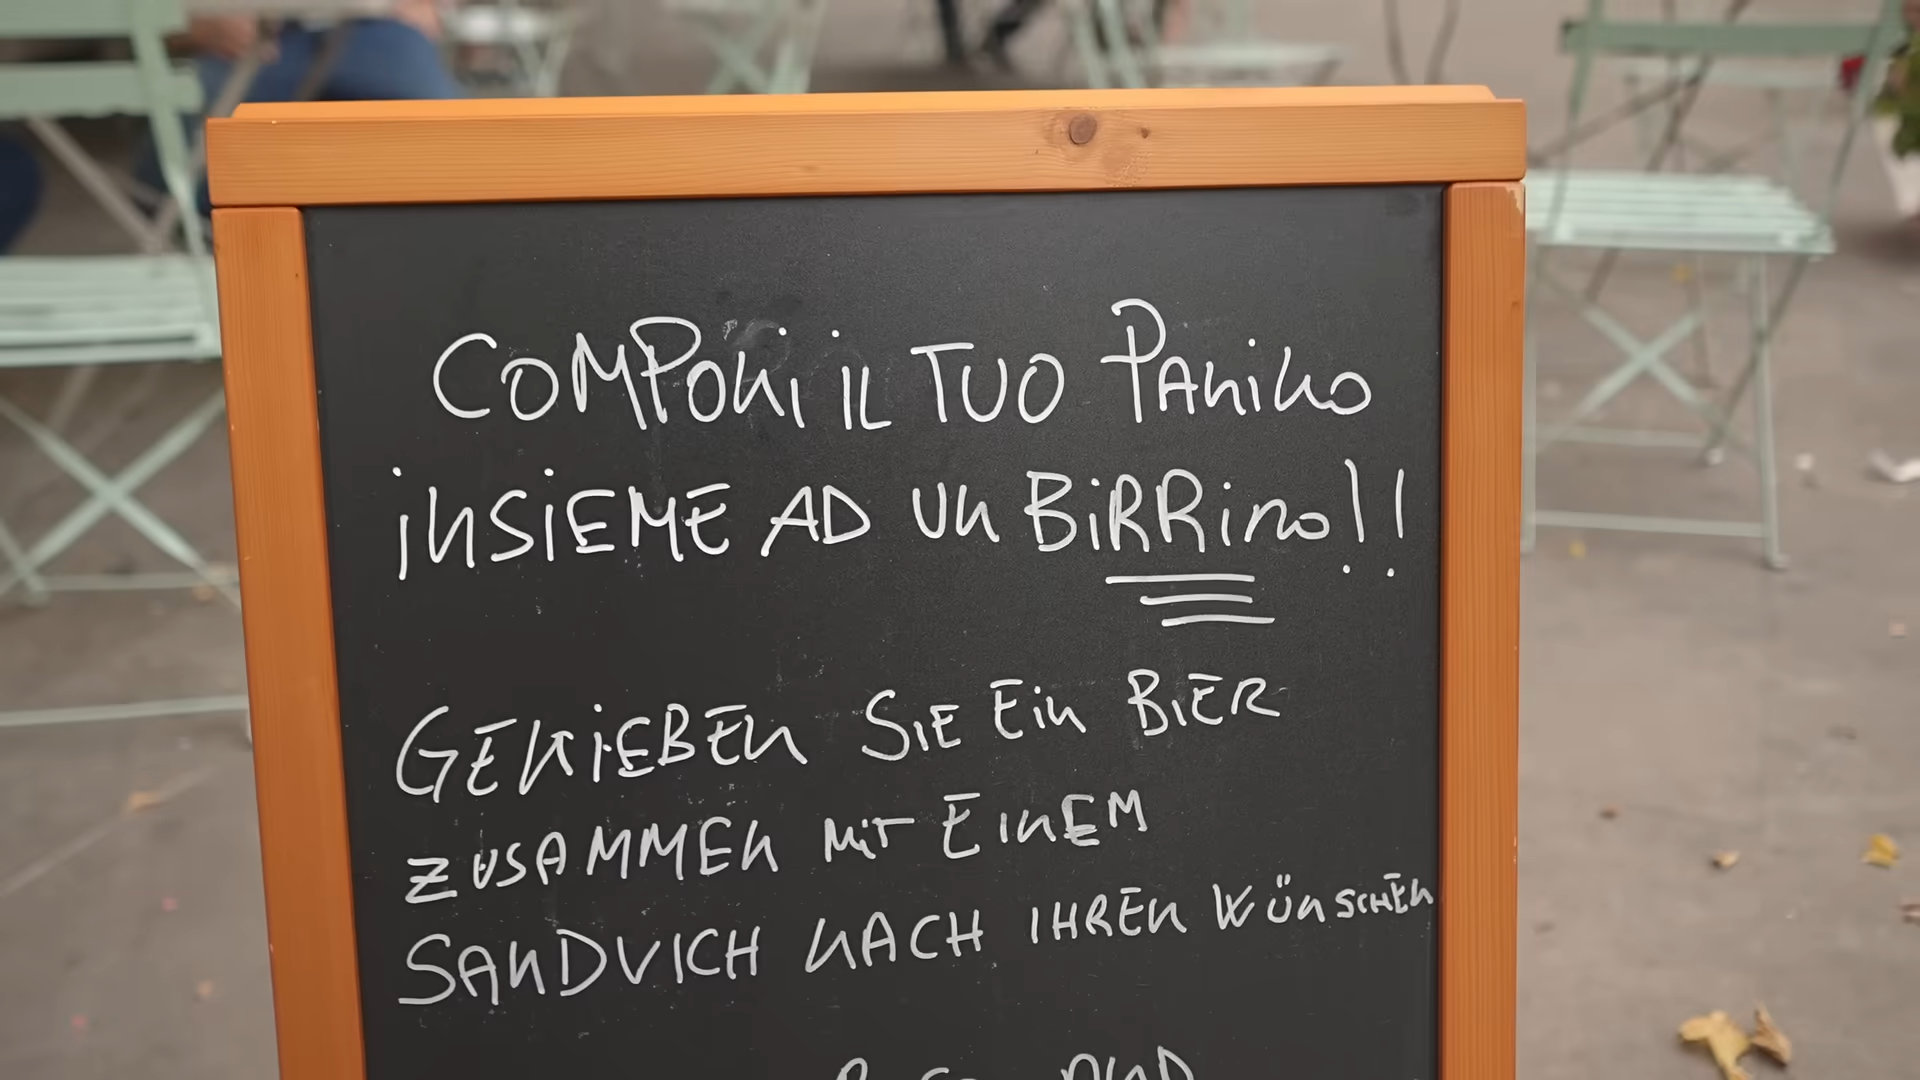 COMPONI IL TUO PANINO
INSIEME AD UN BIRRINO!!
GENIEBEN SIE EIN BIER
ZUSAMMEN MIT EINEM
SANDVICH NACH IHREN WÜNSCHEN